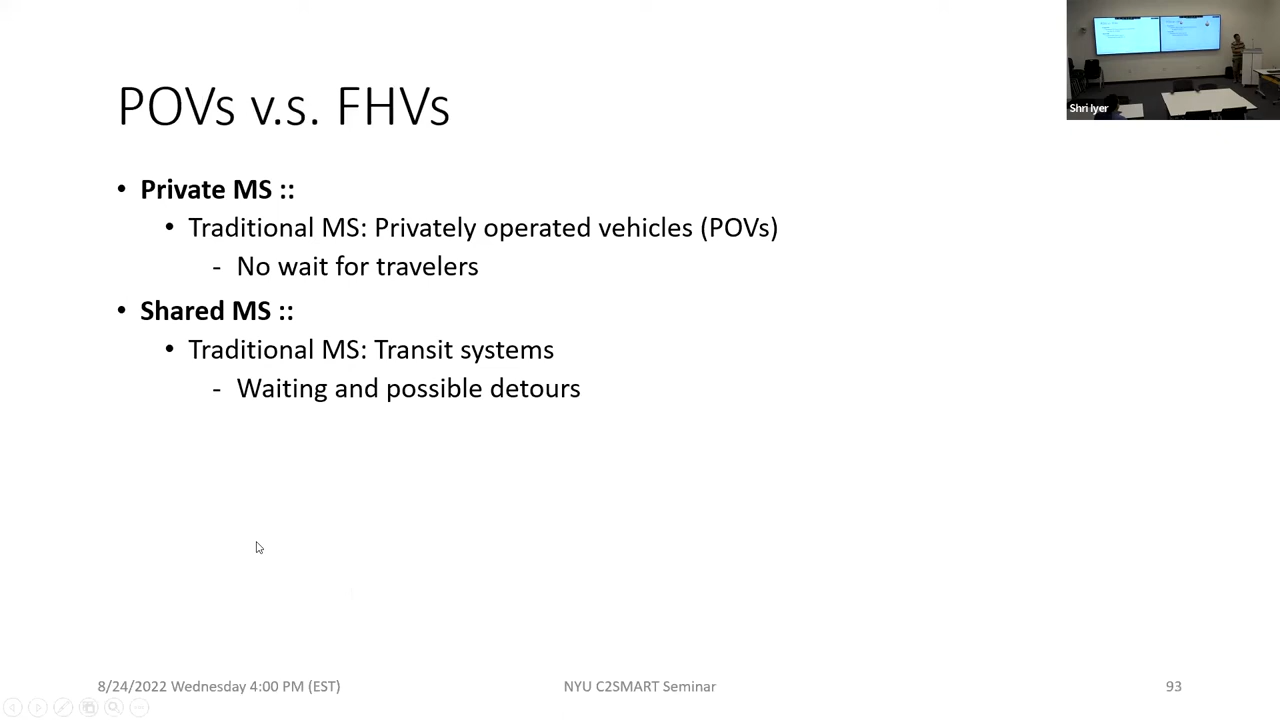 Shri Iyer
POVs v.s. FHVs
• Private MS ::
• Traditional MS: Privately operated vehicles (POVs)
- No wait for travelers
• Shared MS ::
• Traditional MS: Transit systems
- Waiting and possible detours
8/24/2022 Wednesday 4:00 PM (EST)
NYU C2SMART Seminar
93